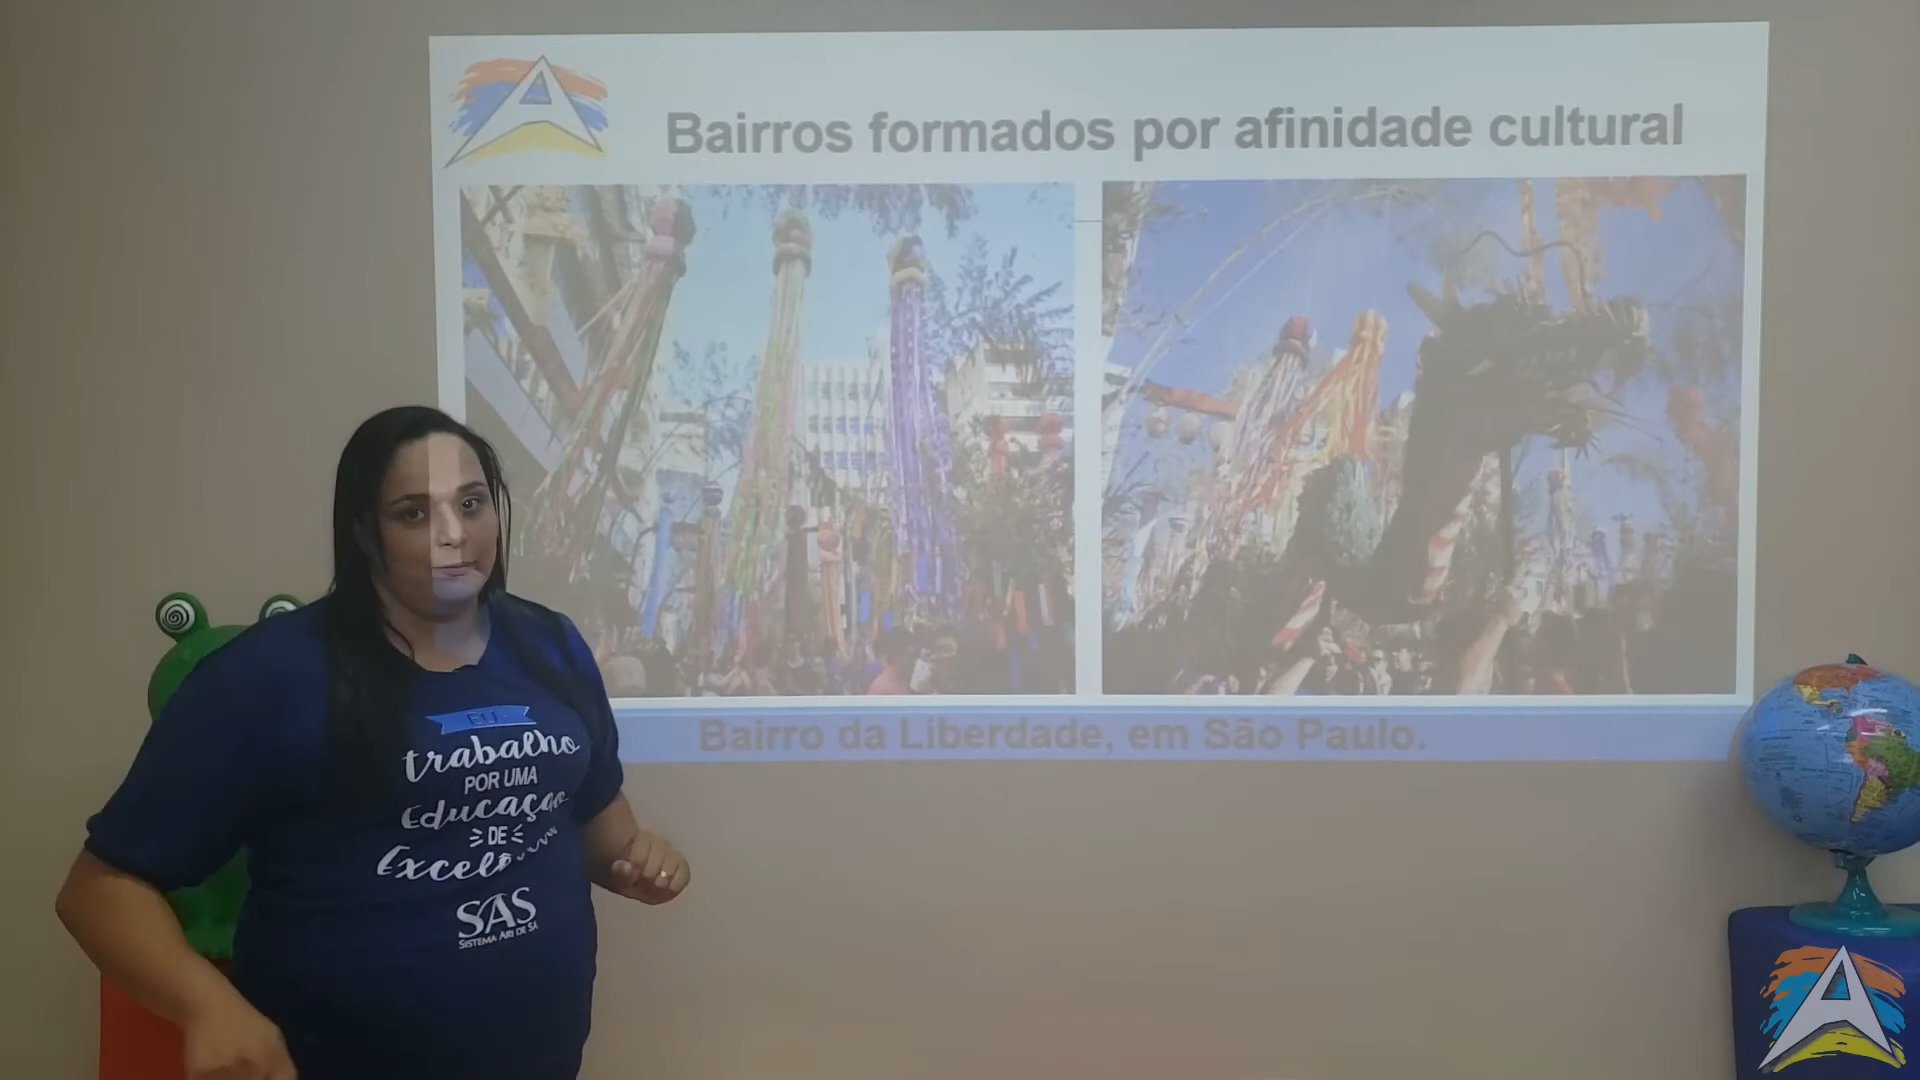 Bairros formados por afinidade cultural
Bairro da Liberdade, em São Paulo.
EU
trabalho
POR UMA
Educação
DE
SAS
SISTEMA ARI DE SÁ